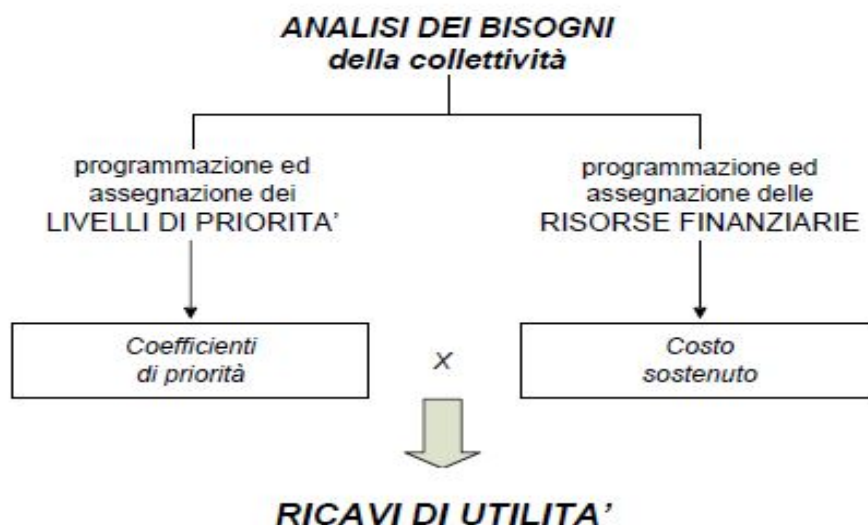 ANALISI DEI BISOGNI
della collettività
programmazione ed
assegnazione dei
LIVELLI DI PRIORITA'
programmazione ed
assegnazione delle
RISORSE FINANZIARIE
Coefficienti
di priorità
x
Costo
sostenuto
RICAVI DI UTILITA'